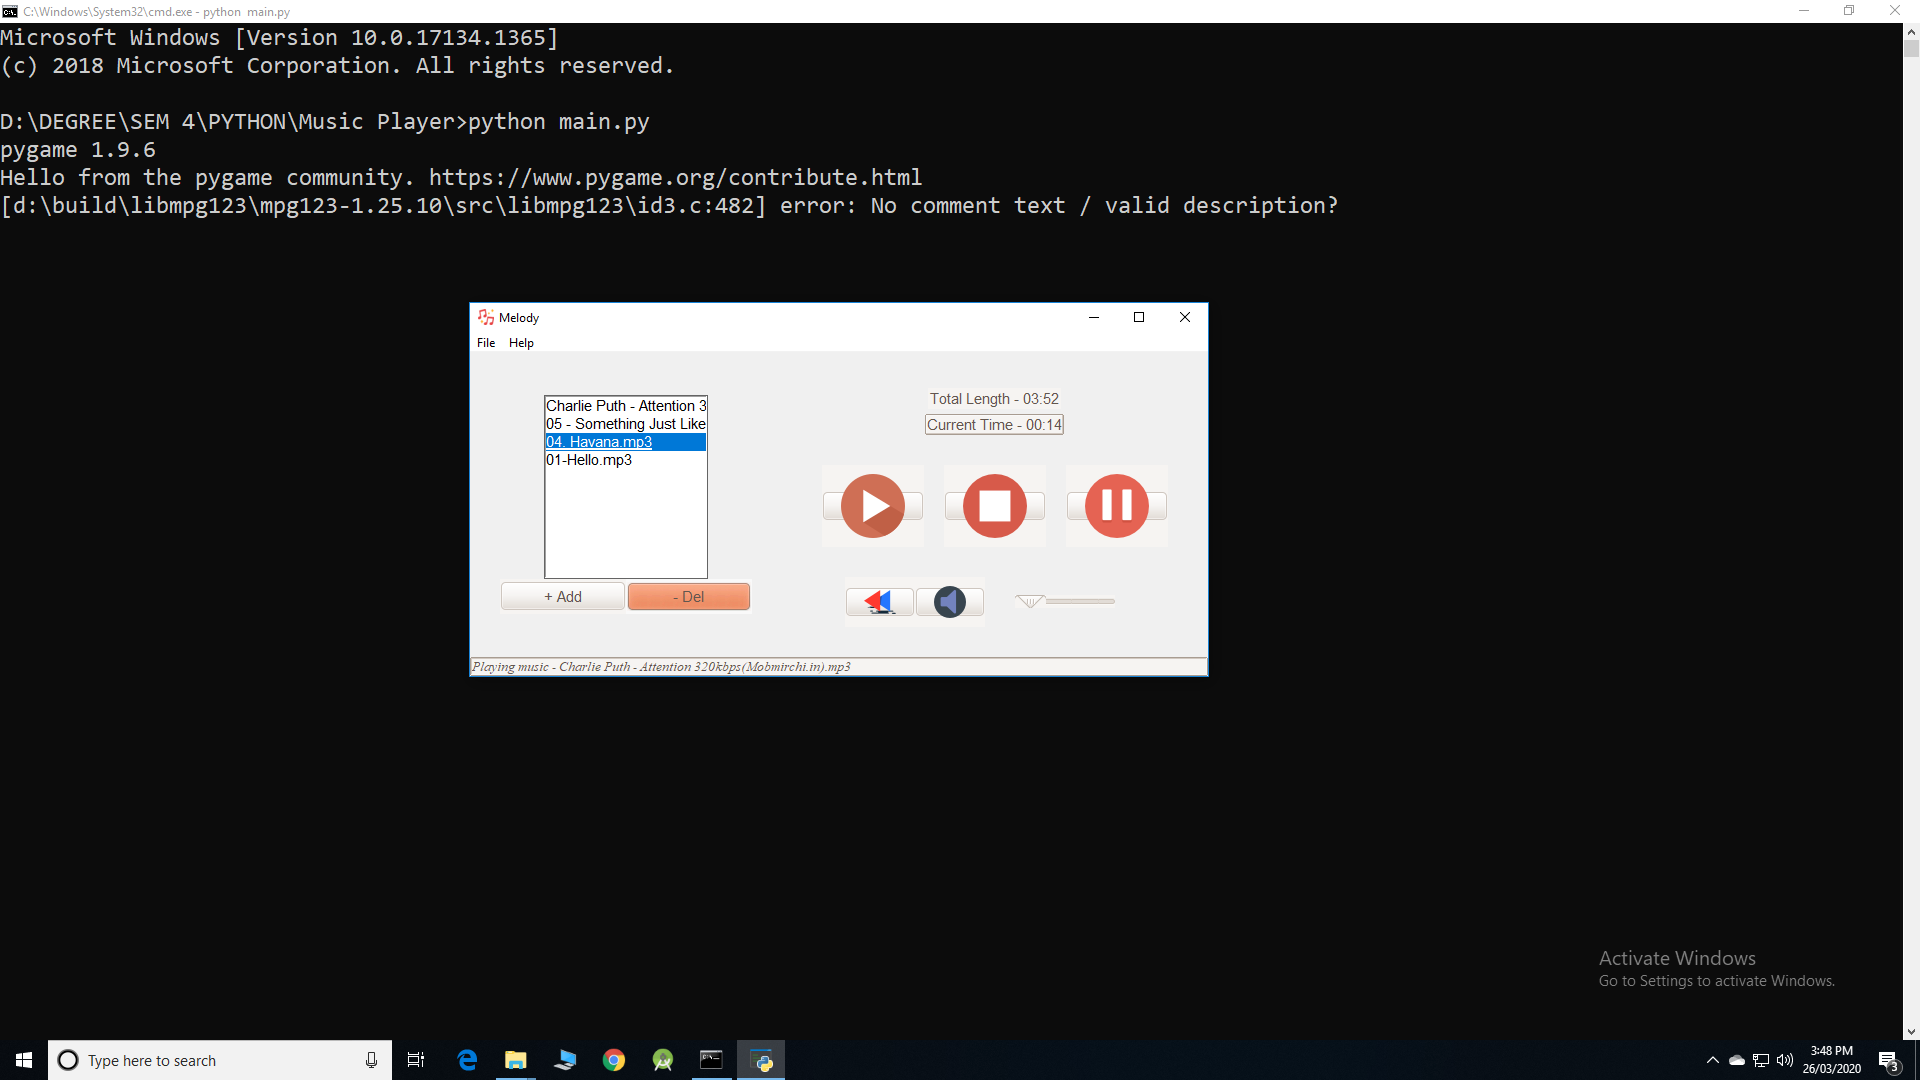 C:\Windows\System32\cmd.exe - python  main.py
Microsoft Windows [Version 10.0.17134.1365]
(c) 2018 Microsoft Corporation. All rights reserved.
D:\DEGREE\SEM 4\PYTHON\Music Player>python main.py
pygame 1.9.6
Hello from the pygame community. https://www.pygame.org/contribute.html
[d:\build\libmpg123\mpg123-1.25.10\src\libmpg123\id3.c:482] error: No comment text / valid description?
Melody
File Help
Charlie Puth - Attention 3
05 - Something Just Like
04. Havana.mp3
01-Hello.mp3
+ Add - Del
Total Length - 03:52
Current Time - 00:14
Playing music - Charlie Puth - Attention 320kbps(Mobmirchi.in).mp3
Activate Windows
Go to Settings to activate Windows.
Type here to search
3:48 PM
26/03/2020
3